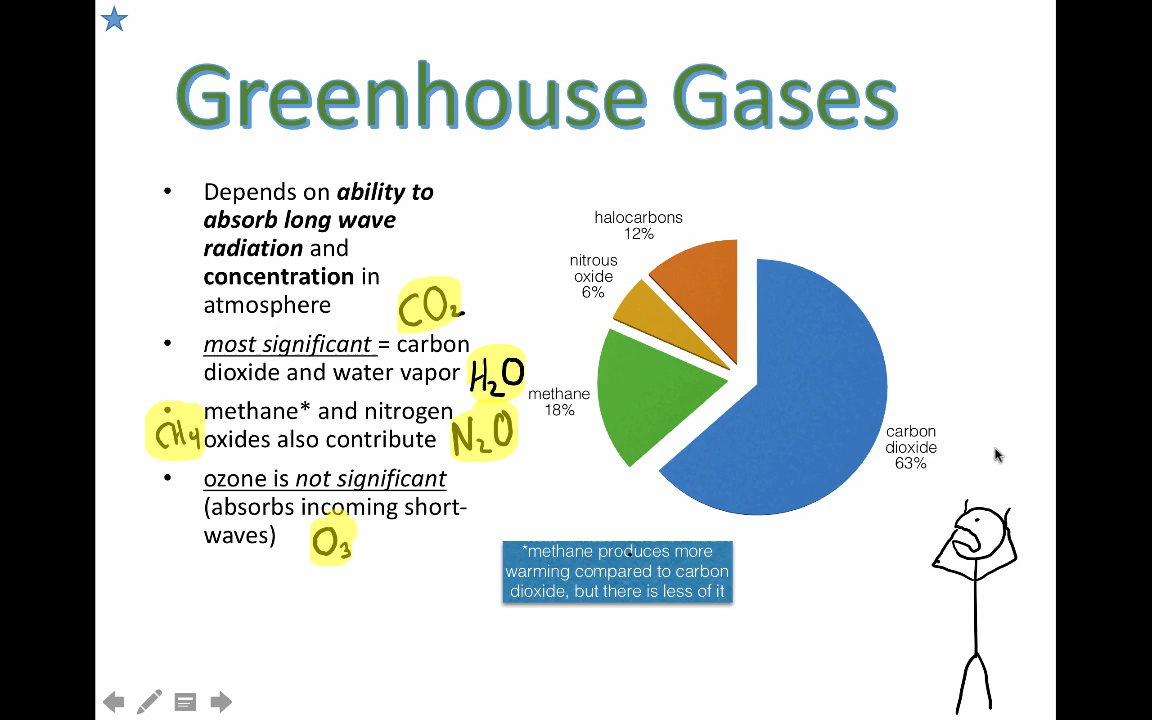 Greenhouse Gases
• Depends on ability to
absorb long wave
radiation and
concentration in
atmosphere
CO₂
• most significant = carbon
dioxide and water vapor
H₂O
• methane* and nitrogen
CH₄
oxides also contribute
N₂O
• ozone is not significant
(absorbs incoming short-
waves)
O₃
halocarbons
12%
nitrous
oxide
6%
methane
18%
carbon
dioxide
63%
*methane produces more
warming compared to carbon
dioxide, but there is less of it